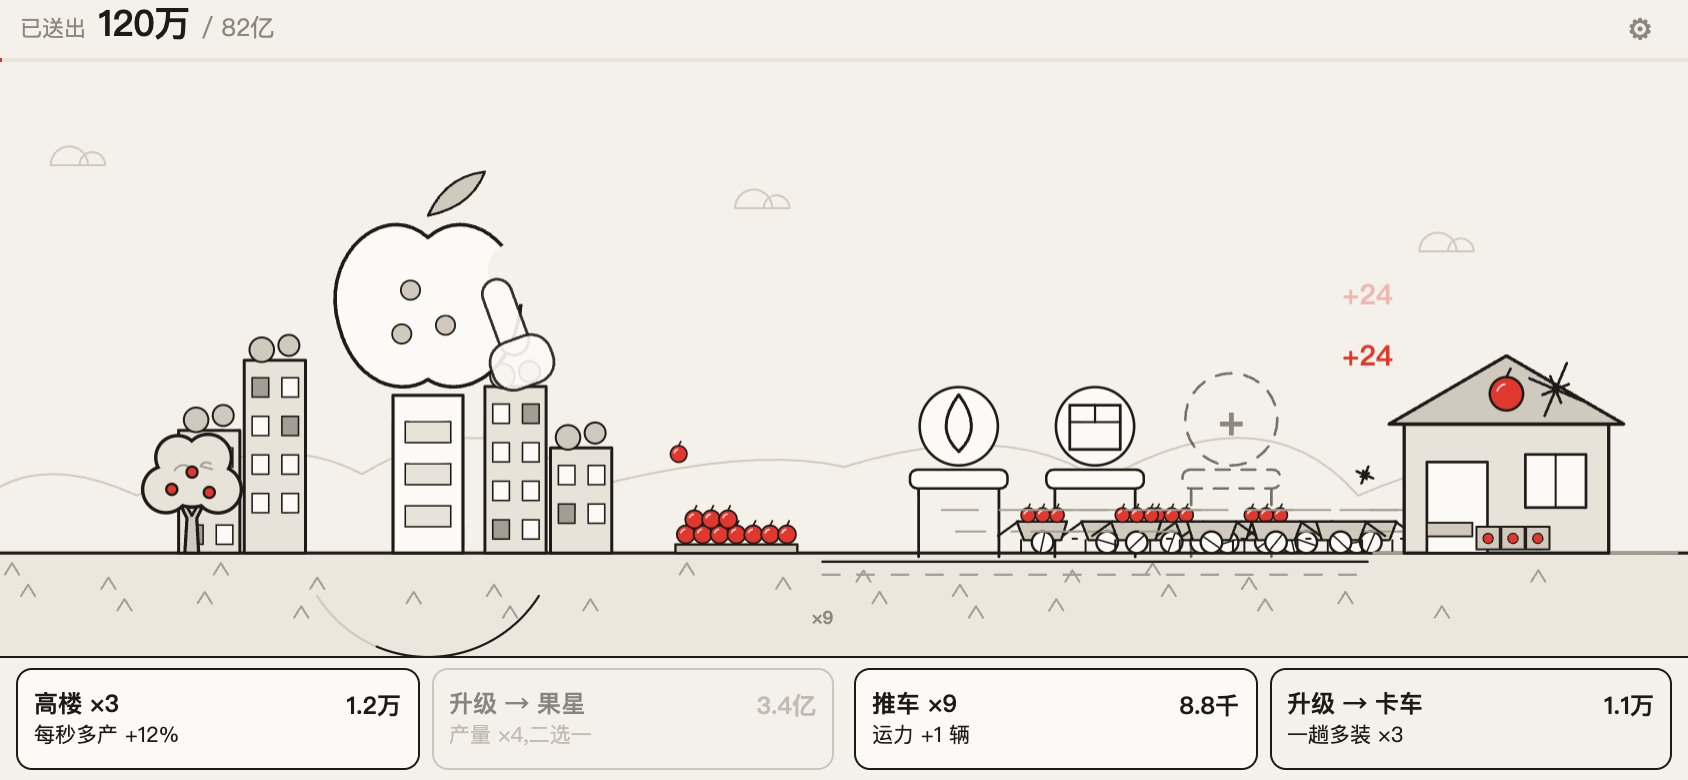 已送出 120万 / 82亿
+24
+24
+
×9
高楼 ×3 1.2万
每秒多产 +12%
升级 → 果星 3.4亿
产量 ×4,二选一
推车 ×9 8.8千
运力 +1 辆
升级 → 卡车 1.1万
一趟多装 ×3